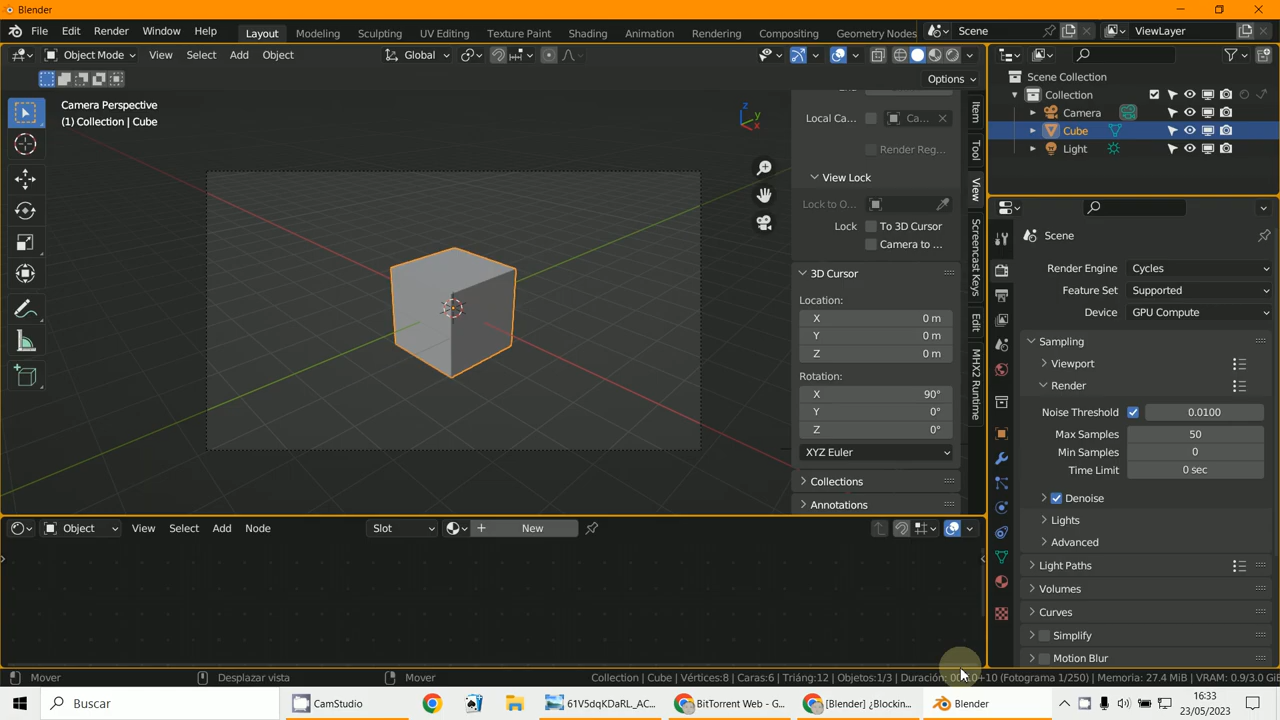 Blender
File Edit Render Window Help Layout Modeling Sculpting UV Editing Texture Paint Shading Animation Rendering Compositing Geometry Nodes Scene ViewLayer
Object Mode View Select Add Object Global
Options
Camera Perspective
(1) Collection | Cube
Z
Y
X
Local Ca... Ca...
Render Reg...
View Lock
Lock to O...
Lock To 3D Cursor
Camera to ...
3D Cursor
Location:
X 0 m
Y 0 m
Z 0 m
Rotation:
X 90°
Y 0°
Z 0°
XYZ Euler
Collections
Annotations
Item
Tool
View
Screencast Keys
Edit
MHX2 Runtime
Scene Collection
Collection
Camera
Cube
Light
Scene
Render Engine Cycles
Feature Set Supported
Device GPU Compute
Sampling
Viewport
Render
Noise Threshold 0.0100
Max Samples 50
Min Samples 0
Time Limit 0 sec
Denoise
Lights
Advanced
Light Paths
Volumes
Curves
Simplify
Motion Blur
Object View Select Add Node Slot New
Mover Desplazar vista Mover Collection | Cube | Vértices:8 | Caras:6 | Triáng:12 | Objetos:1/3 | Duración: (Fotograma 1/250) | Memoria: 27.4 MiB | VRAM: 0.9/3.0 GiB
Buscar CamStudio 61V5dqKDaRL_AC... BitTorrent Web - G... [Blender] ¿Blockin... Blender
16:33
23/05/2023